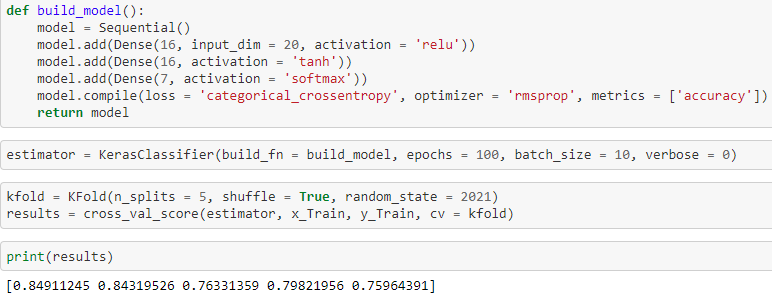 def build_model():
    model = Sequential()
    model.add(Dense(16, input_dim = 20, activation = 'relu'))
    model.add(Dense(16, activation = 'tanh'))
    model.add(Dense(7, activation = 'softmax'))
    model.compile(loss = 'categorical_crossentropy', optimizer = 'rmsprop', metrics = ['accuracy'])
    return model
estimator = KerasClassifier(build_fn = build_model, epochs = 100, batch_size = 10, verbose = 0)
kfold = KFold(n_splits = 5, shuffle = True, random_state = 2021)
results = cross_val_score(estimator, x_Train, y_Train, cv = kfold)
print(results)
[0.84911245 0.84319526 0.76331359 0.79821956 0.75964391]